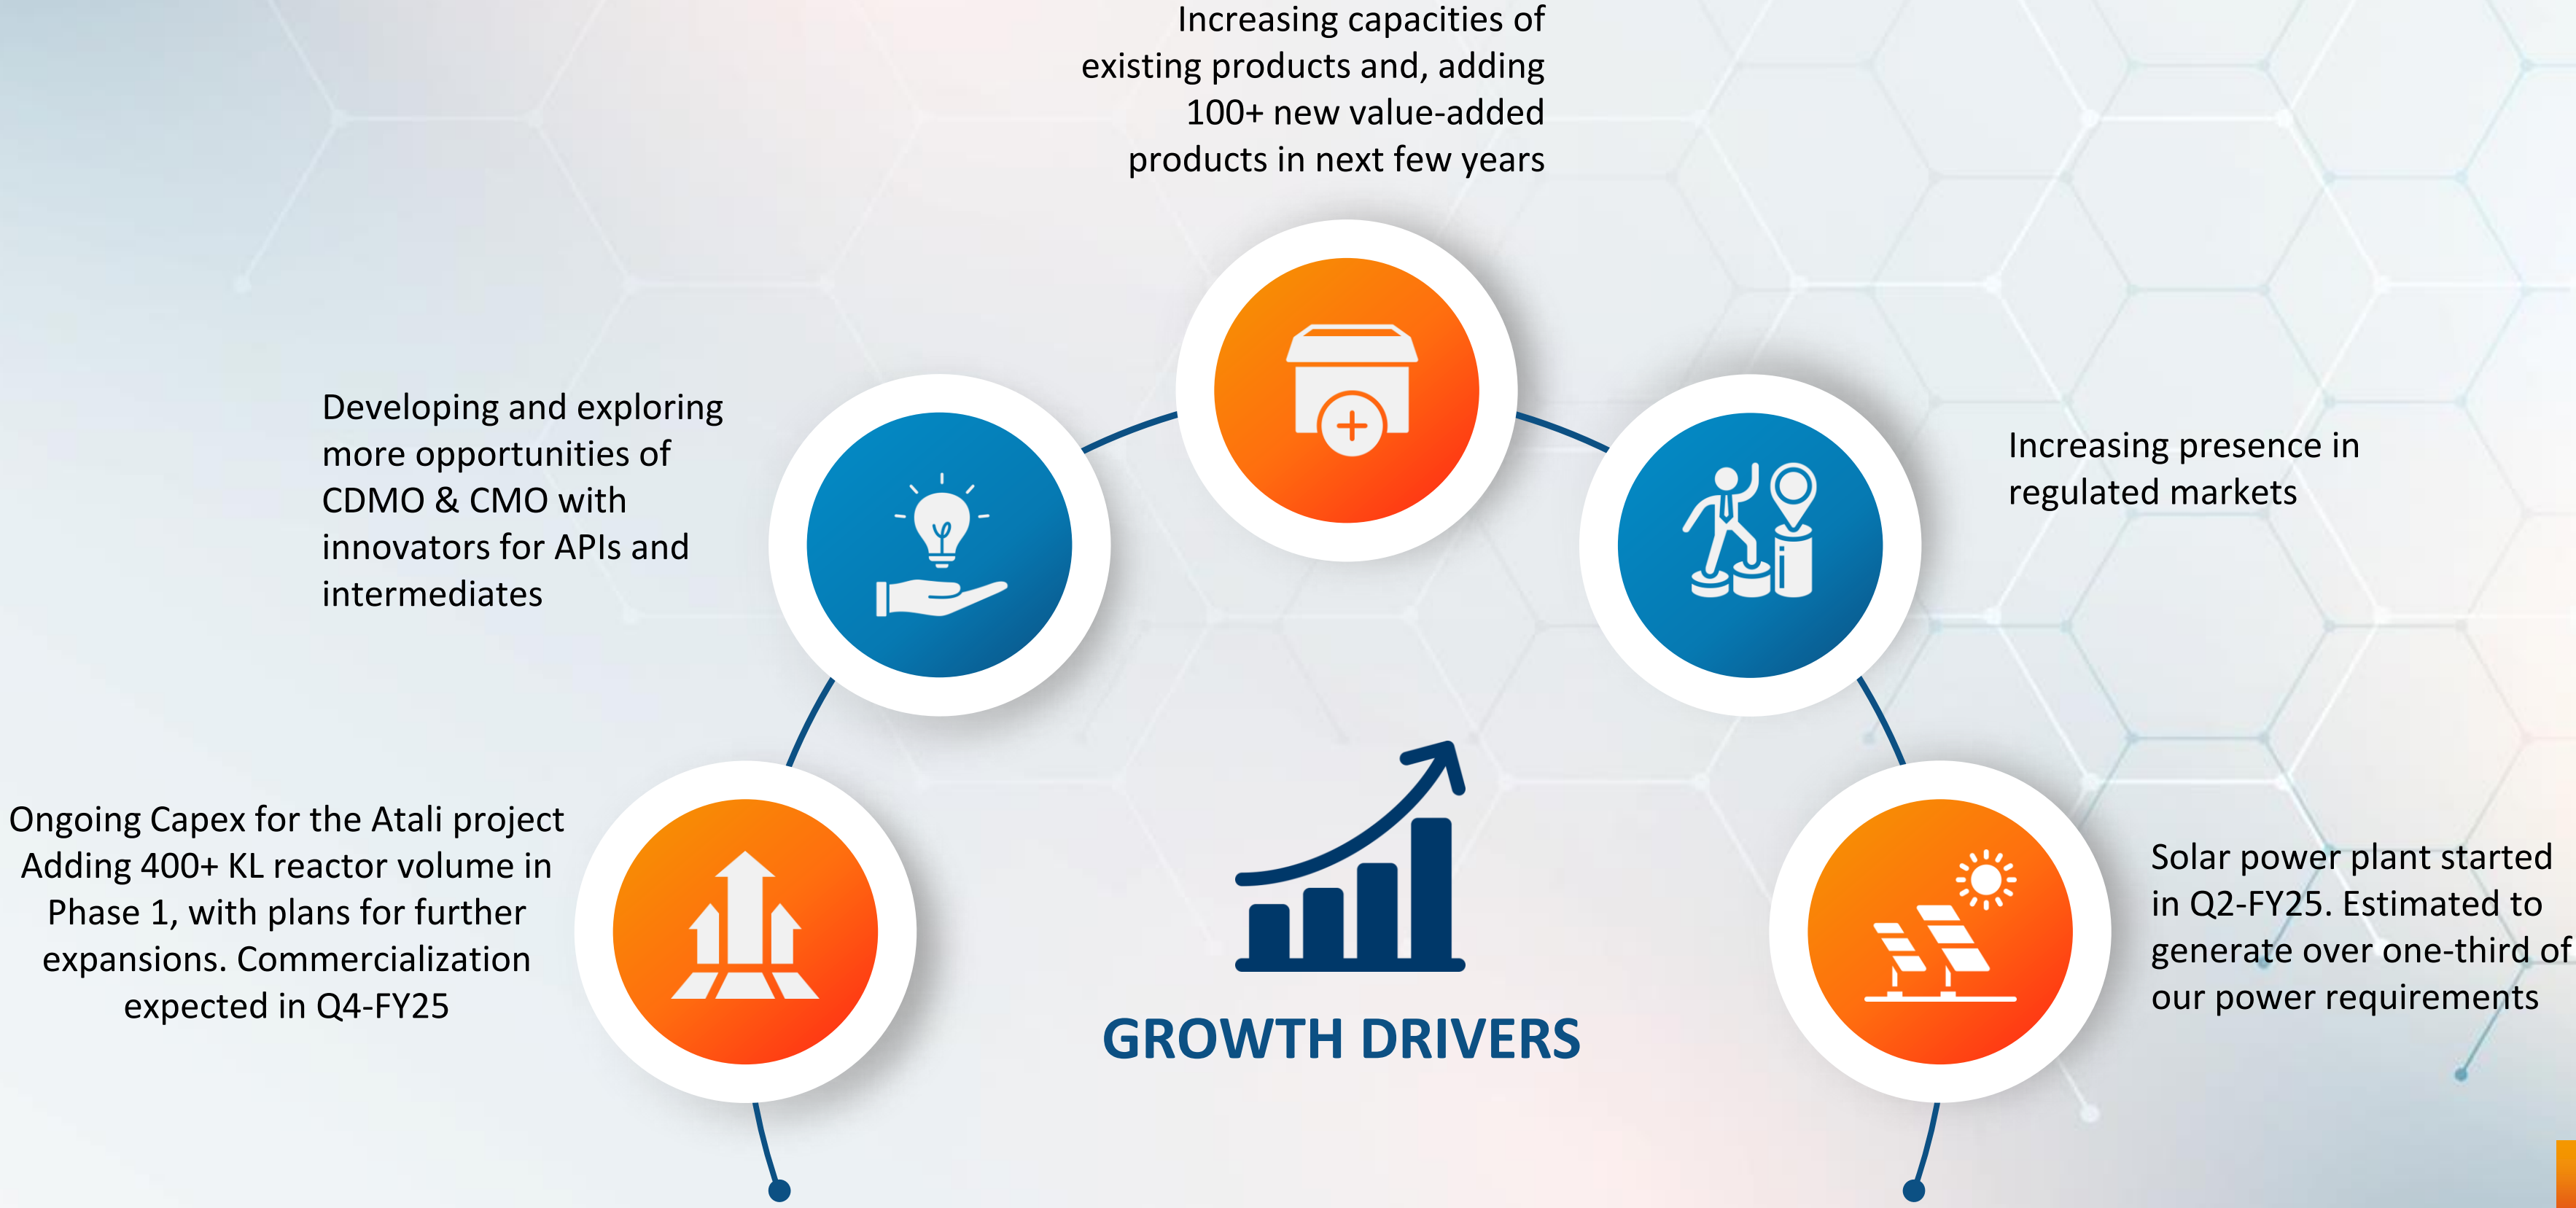 Increasing capacities of
existing products and, adding
100+ new value-added
products in next few years
Developing and exploring
more opportunities of
CDMO & CMO with
innovators for APIs and
intermediates
Increasing presence in
regulated markets
Ongoing Capex for the Atali project
Adding 400+ KL reactor volume in
Phase 1, with plans for further
expansions. Commercialization
expected in Q4-FY25
Solar power plant started
in Q2-FY25. Estimated to
generate over one-third of
our power requirements
GROWTH DRIVERS